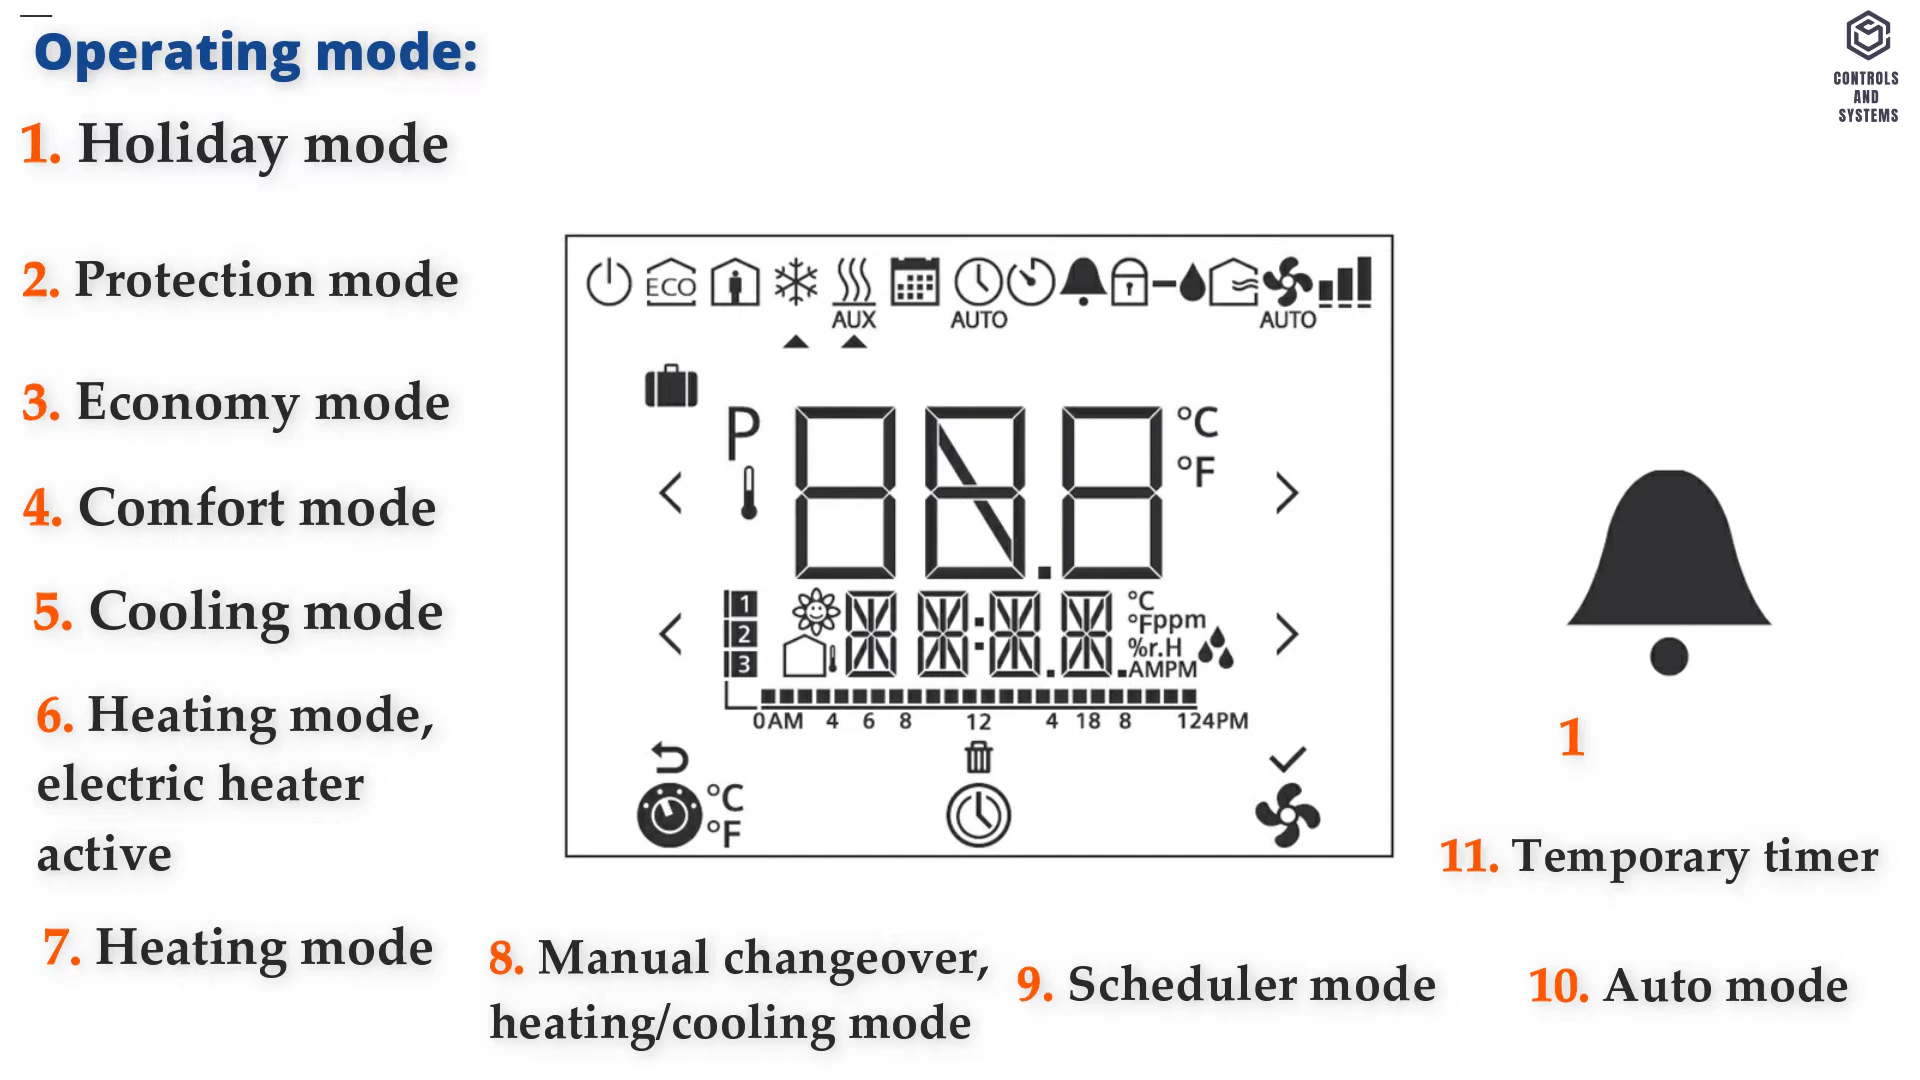 Operating mode:
CONTROLS
AND
SYSTEMS
1. Holiday mode
2. Protection mode
3. Economy mode
4. Comfort mode
5. Cooling mode
6. Heating mode,
electric heater
active
7. Heating mode
8. Manual changeover,
heating/cooling mode
9. Scheduler mode
10. Auto mode
11. Temporary timer
1
ECO
AUX
AUTO
AUTO
P
°C
°F
1
2
3
°C
°Fppm
%r.H
AMPM
0AM 4 6 8 12 4 18 8 124PM
°C
°F